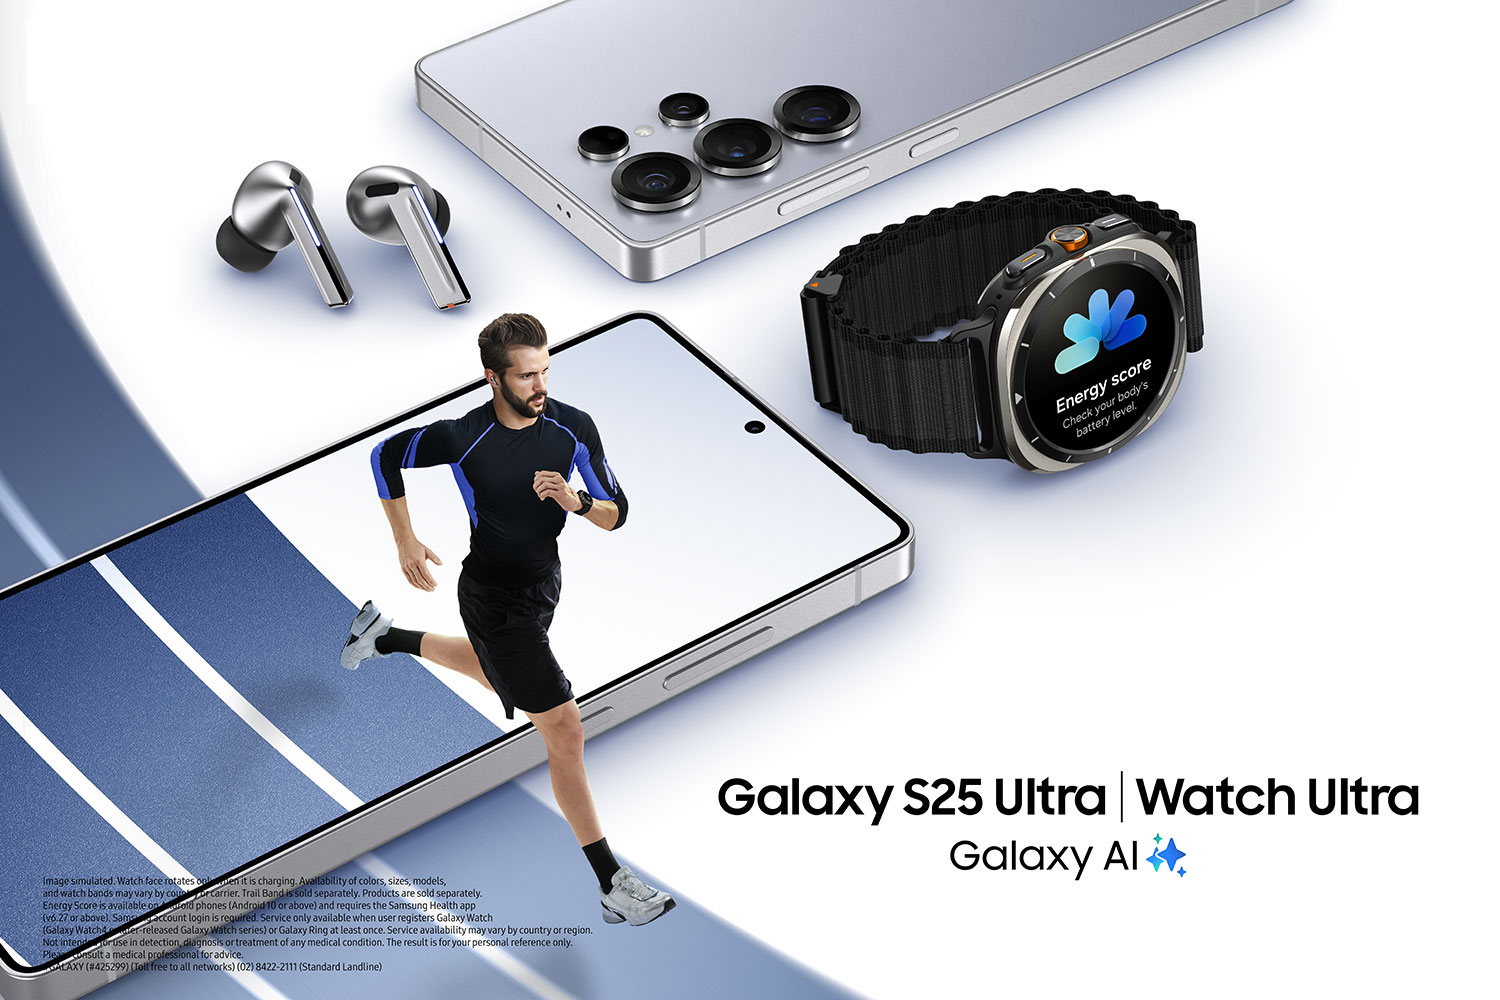 Energy score
Check your body's
battery level.
Galaxy S25 Ultra | Watch Ultra
Galaxy AI
Image simulated. Watch face rotates only when it is charging. Availability of colors, sizes, models,
and watch bands may vary by country or carrier. Trail Band is sold separately. Products are sold separately.
Energy Score is available on Android phones (Android 10 or above) and requires the Samsung Health app
(v6.27 or above). Samsung account login is required. Service only available when user registers Galaxy Watch
(Galaxy Watch4 or later-released Galaxy Watch series) or Galaxy Ring at least once. Service availability may vary by country or region.
Not intended for use in detection, diagnosis or treatment of any medical condition. The result is for your personal reference only.
Please consult a medical professional for advice.
#GALAXY (#425299) (Toll free to all networks) (02) 8422-2111 (Standard Landline)